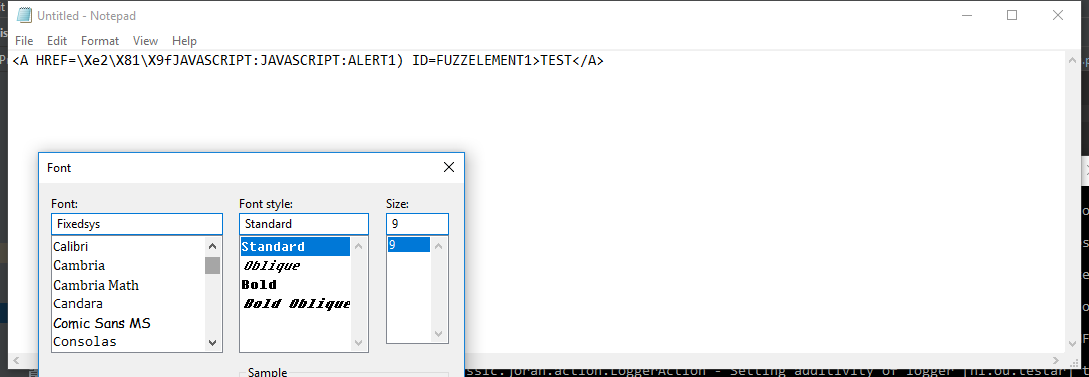 Untitled - Notepad
File Edit Format View Help
<A HREF=\Xe2\X81\X9fJAVASCRIPT:JAVASCRIPT:ALERT1) ID=FUZZELEMENT1>TEST</A>
Font
Font: Font style: Size:
Fixedsys Standard 9
Calibri Standard 9
Cambria Oblique
Cambria Math Bold
Candara Bold Oblique
Comic Sans MS
Consolas
Sample
ssic.joran.action.LoggerAction - Setting additivity of logger [nl.ou.testar] t